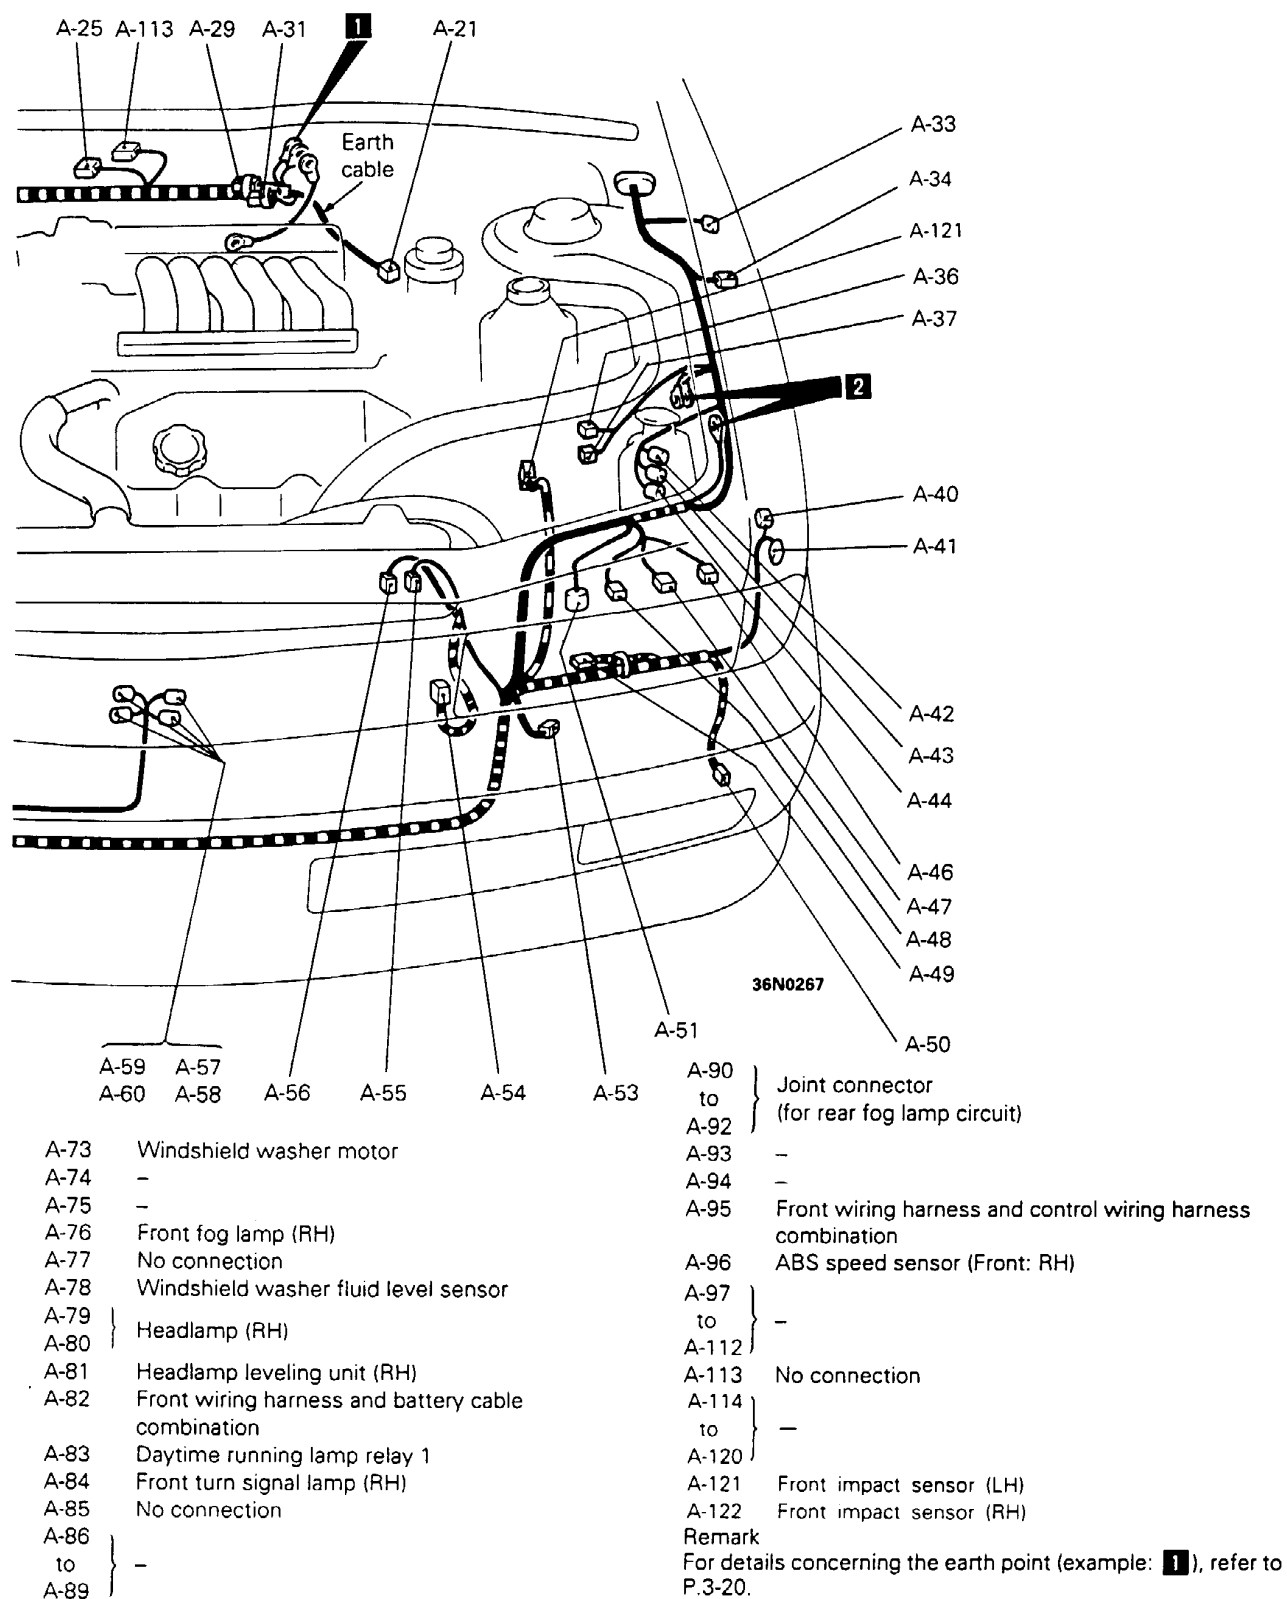 A-25 A-113 A-29 A-31 1 A-21
Earth
cable
A-33
A-34
A-121
A-36
A-37
2
A-40
A-41
A-42
A-43
A-44
A-46
A-47
A-48
A-49
36N0267
A-51
A-50
A-59 A-57
A-60 A-58 A-56 A-55 A-54 A-53
A-73 Windshield washer motor
A-74 –
A-75 –
A-76 Front fog lamp (RH)
A-77 No connection
A-78 Windshield washer fluid level sensor
A-79
A-80
Headlamp (RH)
A-81 Headlamp leveling unit (RH)
A-82 Front wiring harness and battery cable
combination
A-83 Daytime running lamp relay 1
A-84 Front turn signal lamp (RH)
A-85 No connection
A-86
to –
A-89
A-90
to
A-92
Joint connector
(for rear fog lamp circuit)
A-93 –
A-94 –
A-95 Front wiring harness and control wiring harness
combination
A-96 ABS speed sensor (Front: RH)
A-97
to –
A-112
A-113 No connection
A-114
to –
A-120
A-121 Front impact sensor (LH)
A-122 Front impact sensor (RH)
Remark
For details concerning the earth point (example: 1), refer to
P.3-20.